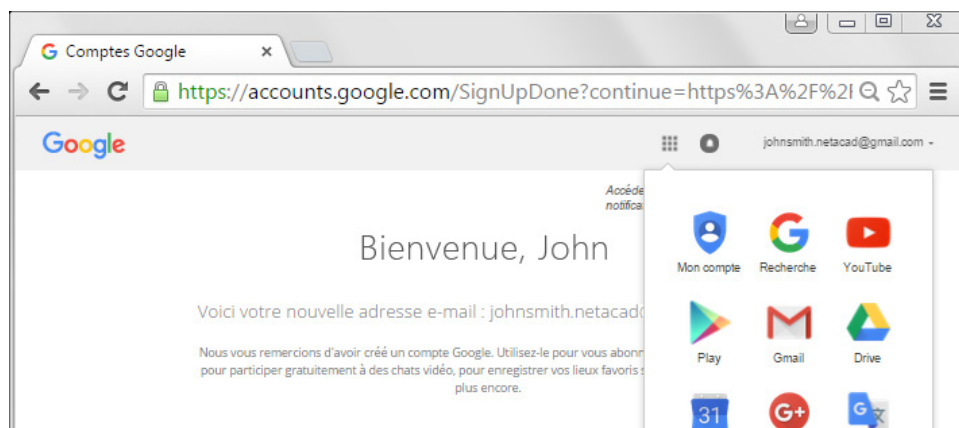 Comptes Google
https://accounts.google.com/SignUpDone?continue=https%3A%2F%2F
Google
johnsmith.netacad@gmail.com
Accéde
notifica
Bienvenue, John
Mon compte Recherche YouTube
Voici votre nouvelle adresse e-mail : johnsmith.netacad@
Nous vous remercions d'avoir créé un compte Google. Utilisez-le pour vous abonn
pour participer gratuitement à des chats vidéo, pour enregistrer vos lieux favoris s
plus encore.
Play Gmail Drive
31 G+ G